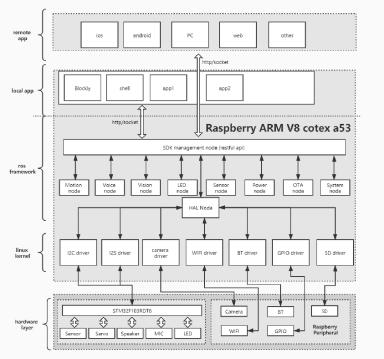 remote
app
ios
android
PC
web
other
http/socket
local app
Blockly
shell
app1
app2
http/socket
Raspberry ARM V8 cotex a53
SDK management node (restful api)
ros
framework
Motion
node
Voice
node
Vision
node
LED
node
Sensor
node
Power
node
OTA
node
System
node
HAL Node
linux
kernel
I2C driver
I2S driver
camera
driver
WIFI driver
BT driver
GPIO driver
SD driver
hardware
layer
STM32F103RDT6
Sensor
Servo
Speaker
MIC
LED
Camera
BT
SD
WIFI
GPIO
Raspberry
Peripheral